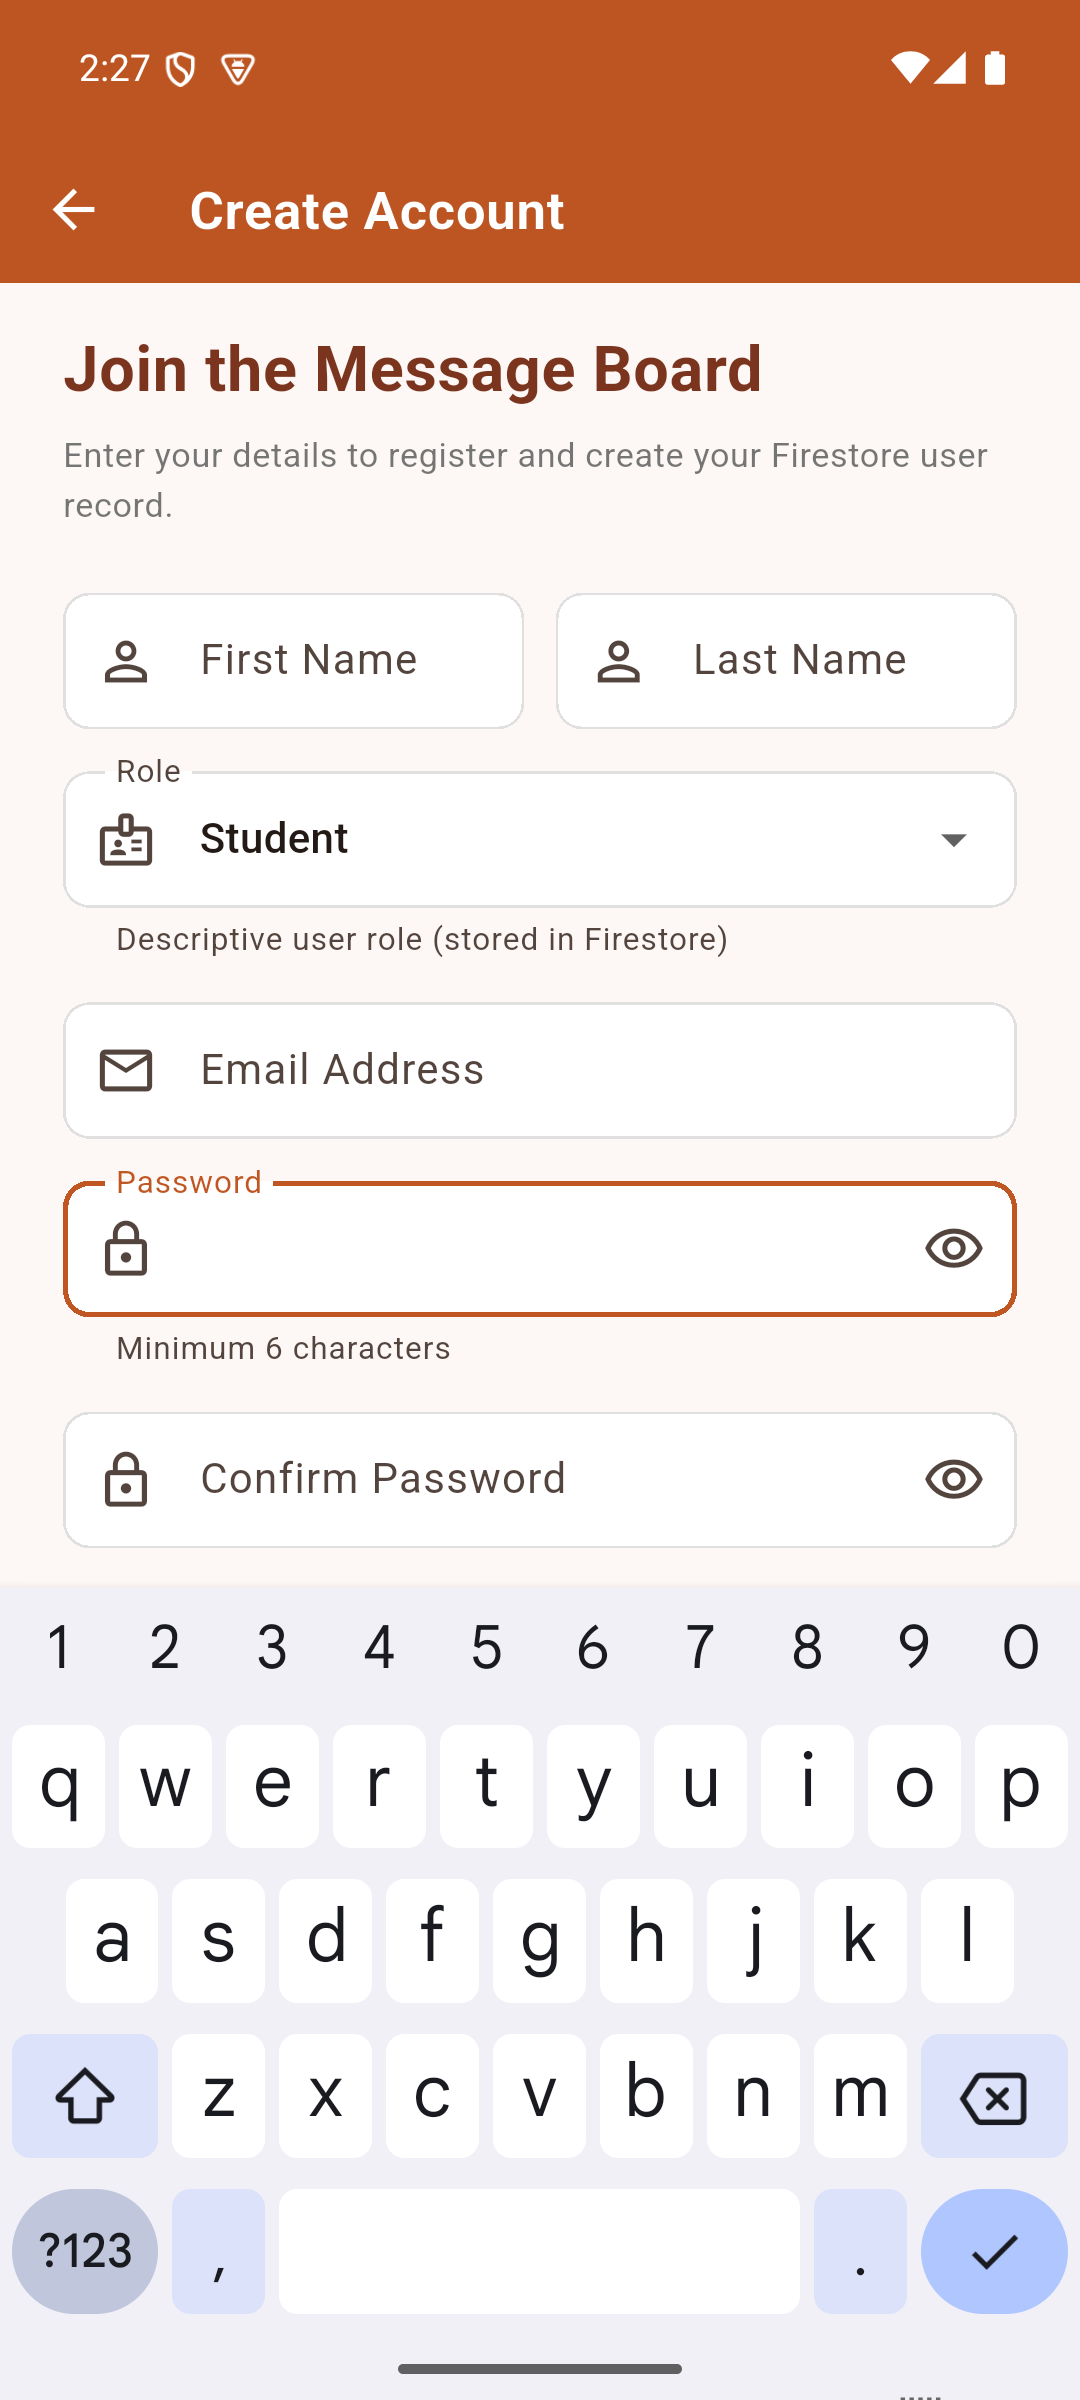 2:27
Create Account
Join the Message Board
Enter your details to register and create your Firestore user
record.
First Name
Last Name
Role
Student
Descriptive user role (stored in Firestore)
Email Address
Password
Minimum 6 characters
Confirm Password
1 2 3 4 5 6 7 8 9 0
q w e r t y u i o p
a s d f g h j k l
z x c v b n m
?123 , .